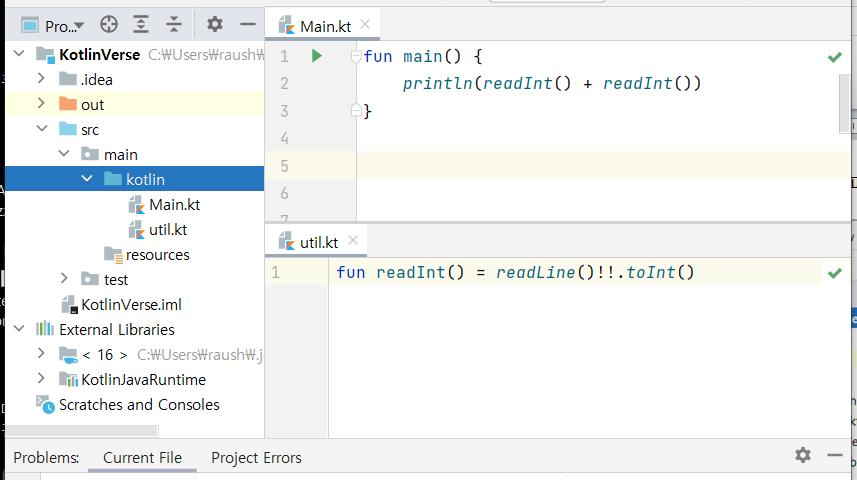 Pro...
KotlinVerse C:₩Users₩raush₩
.idea
out
src
main
kotlin
Main.kt
util.kt
resources
test
KotlinVerse.iml
External Libraries
< 16 > C:₩Users₩raush₩.j
KotlinJavaRuntime
Scratches and Consoles
Main.kt
1 fun main() {
2 println(readInt() + readInt())
3 }
4
5
6
util.kt
1 fun readInt() = readLine()!!.toInt()
Problems: Current File Project Errors